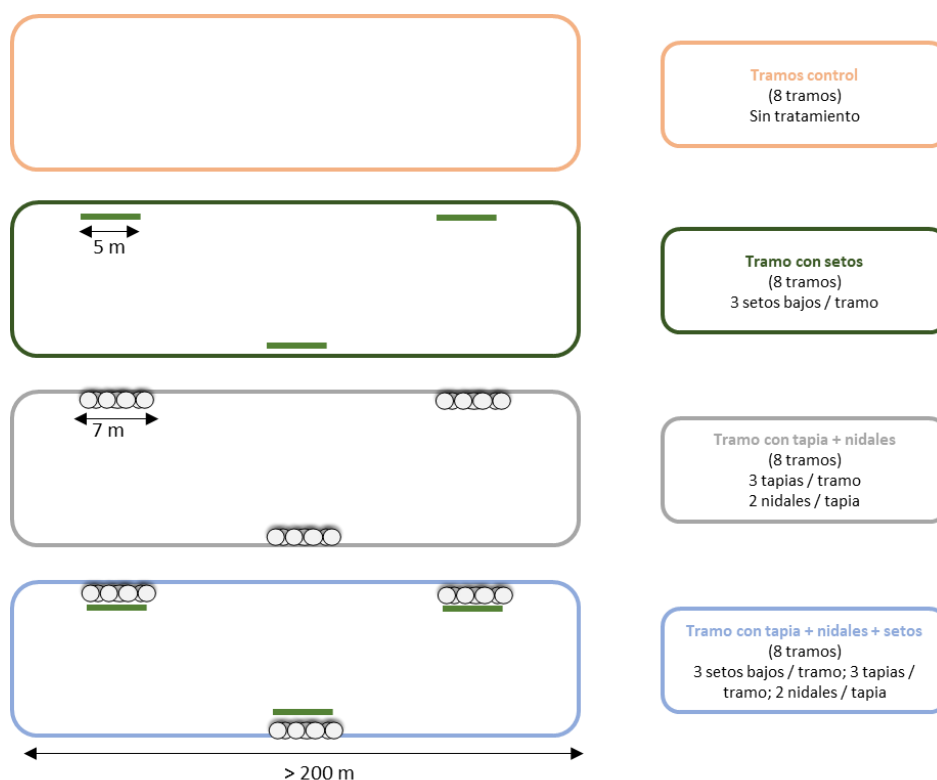 Tramos control
(8 tramos)
Sin tratamiento
5 m
Tramo con setos
(8 tramos)
3 setos bajos / tramo
7 m
Tramo con tapia + nidales
(8 tramos)
3 tapias / tramo
2 nidales / tapia
Tramo con tapia + nidales + setos
(8 tramos)
3 setos bajos / tramo; 3 tapias /
tramo; 2 nidales / tapia
> 200 m